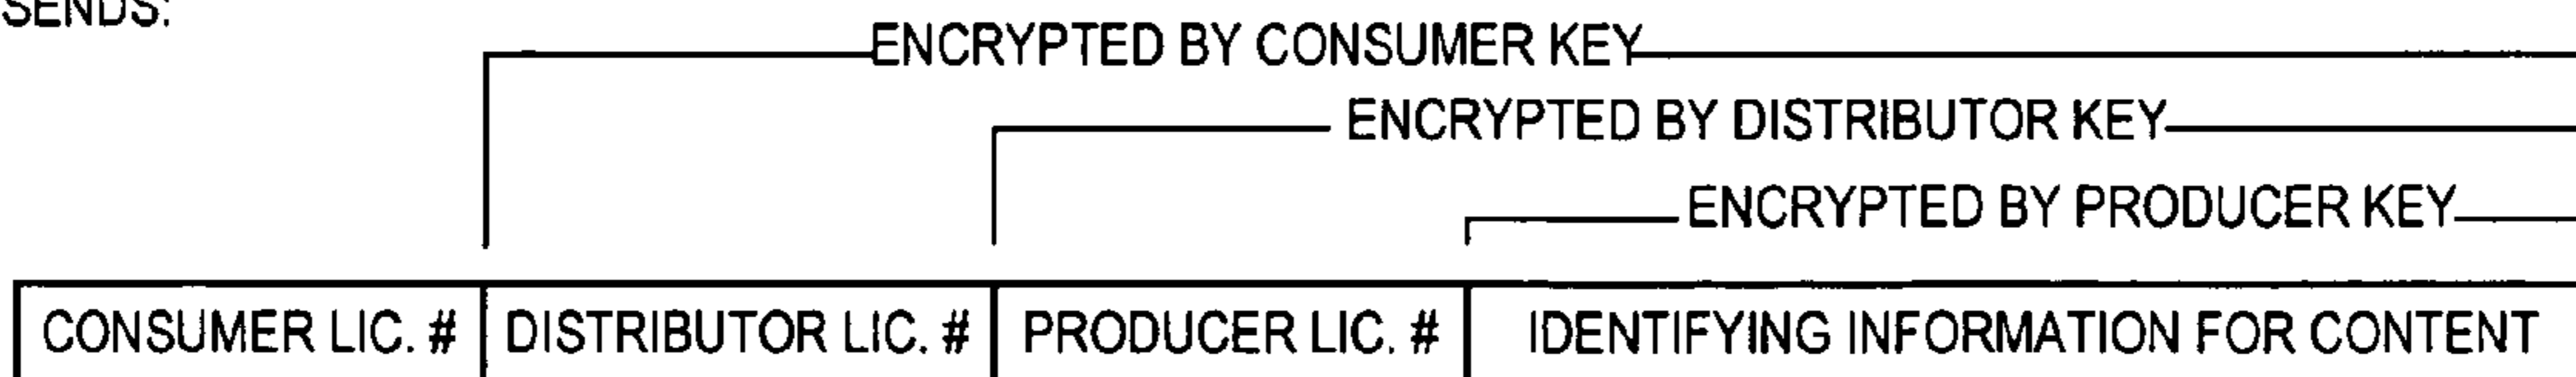 SENDS:
ENCRYPTED BY CONSUMER KEY
ENCRYPTED BY DISTRIBUTOR KEY
ENCRYPTED BY PRODUCER KEY
CONSUMER LIC. # DISTRIBUTOR LIC. # PRODUCER LIC. # IDENTIFYING INFORMATION FOR CONTENT